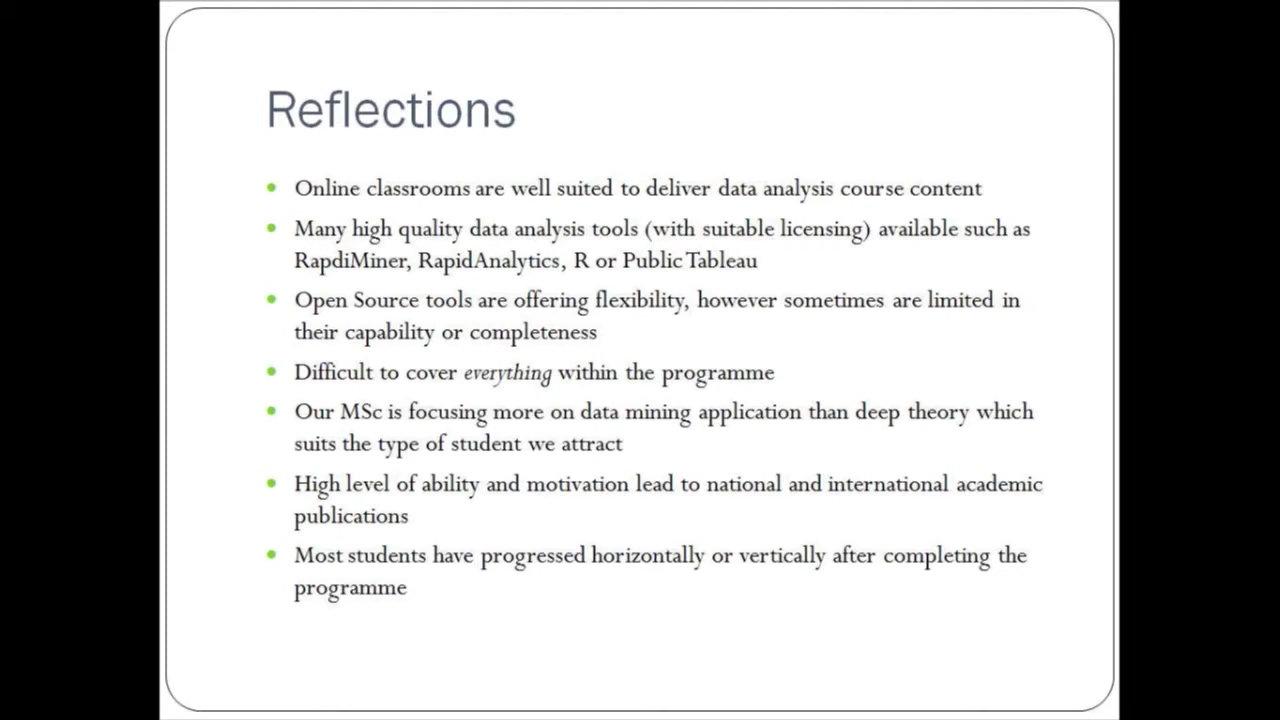 Reflections
Online classrooms are well suited to deliver data analysis course content
Many high quality data analysis tools (with suitable licensing) available such as
RapdiMiner, RapidAnalytics, R or Public Tableau
Open Source tools are offering flexibility, however sometimes are limited in
their capability or completeness
Difficult to cover everything within the programme
Our MSc is focusing more on data mining application than deep theory which
suits the type of student we attract
High level of ability and motivation lead to national and international academic
publications
Most students have progressed horizontally or vertically after completing the
programme